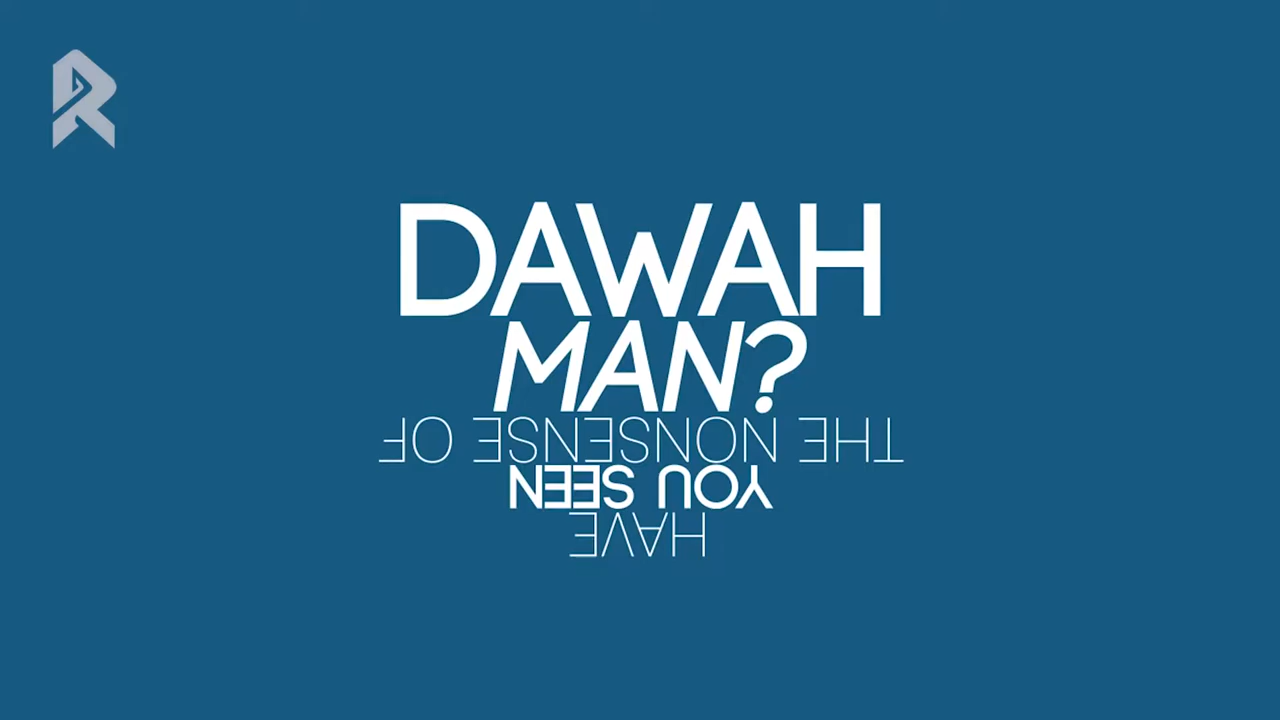 DAWAH
MAN?
THE NONSENSE OF
YOU SEEN
HAVE